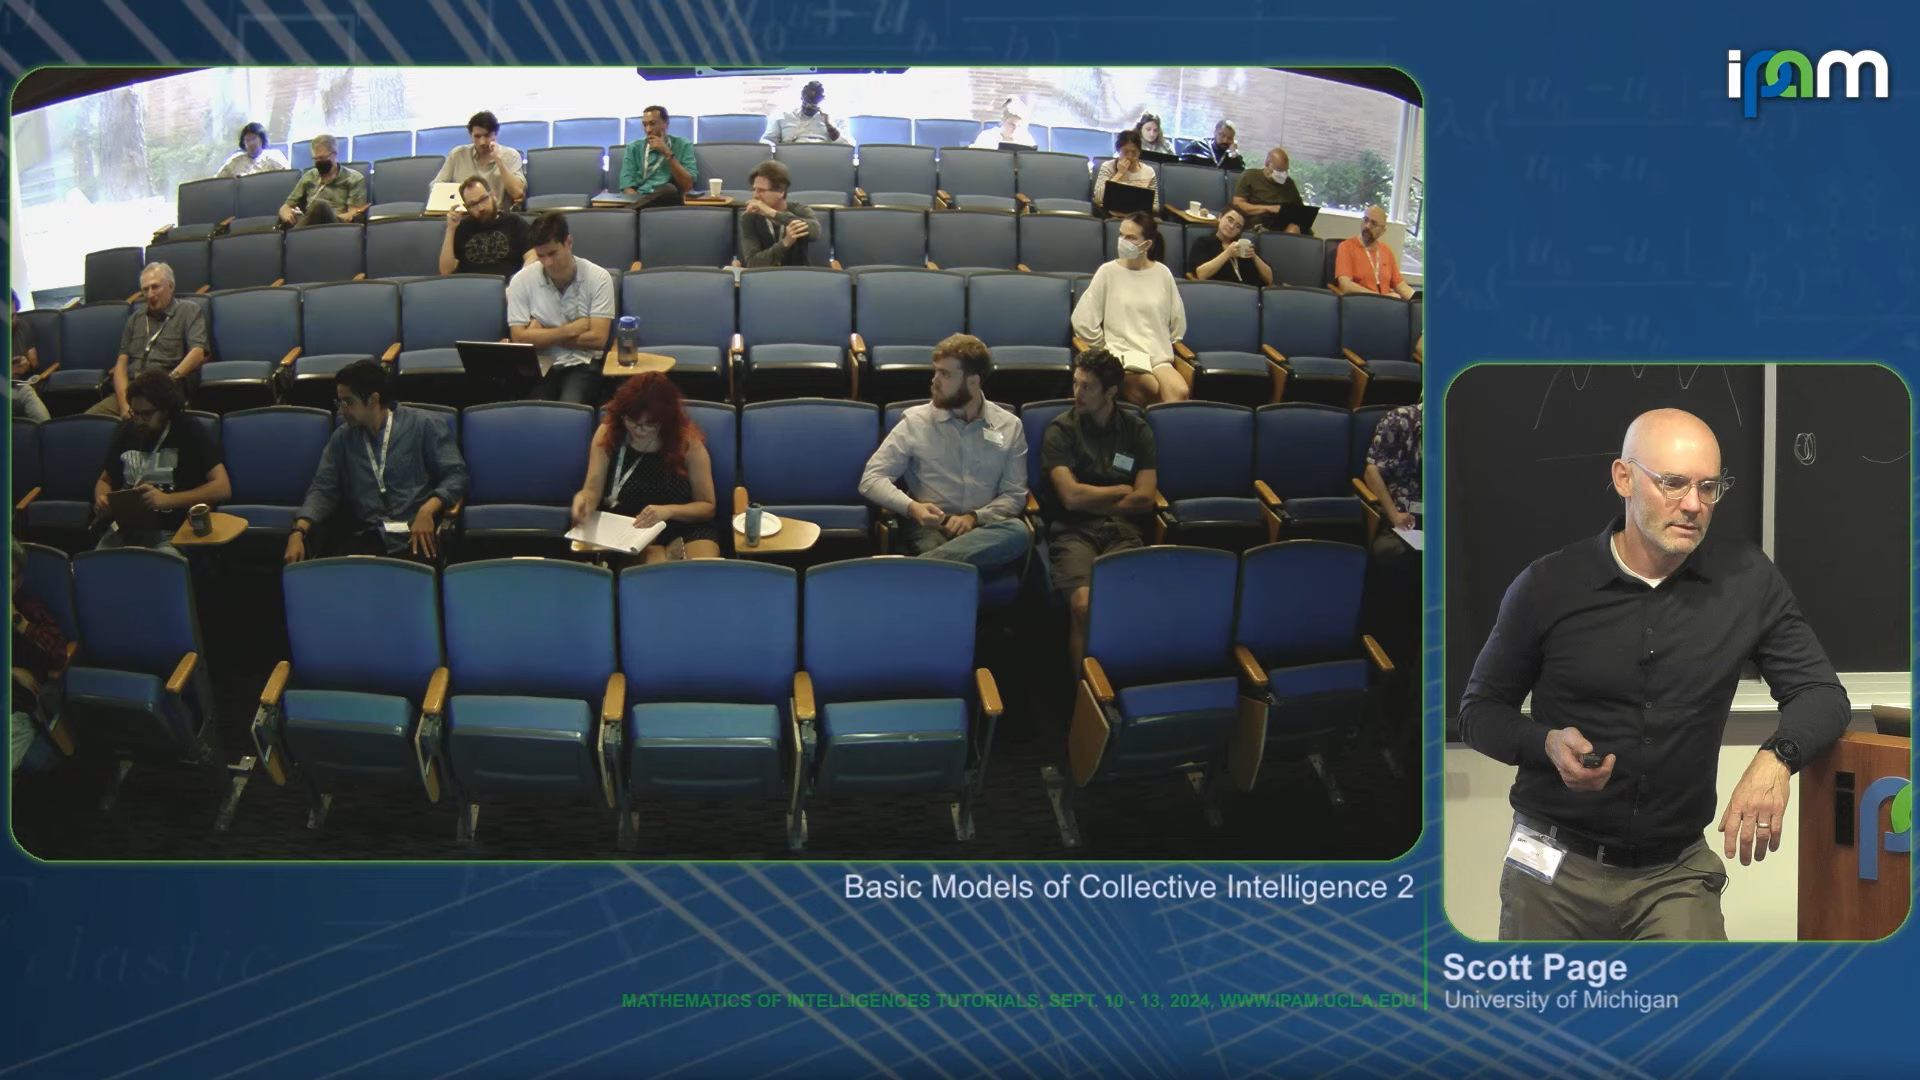 ipam
Basic Models of Collective Intelligence 2
Scott Page
University of Michigan
MATHEMATICS OF INTELLIGENCES TUTORIALS, SEPT. 10 - 13, 2024, WWW.IPAM.UCLA.EDU